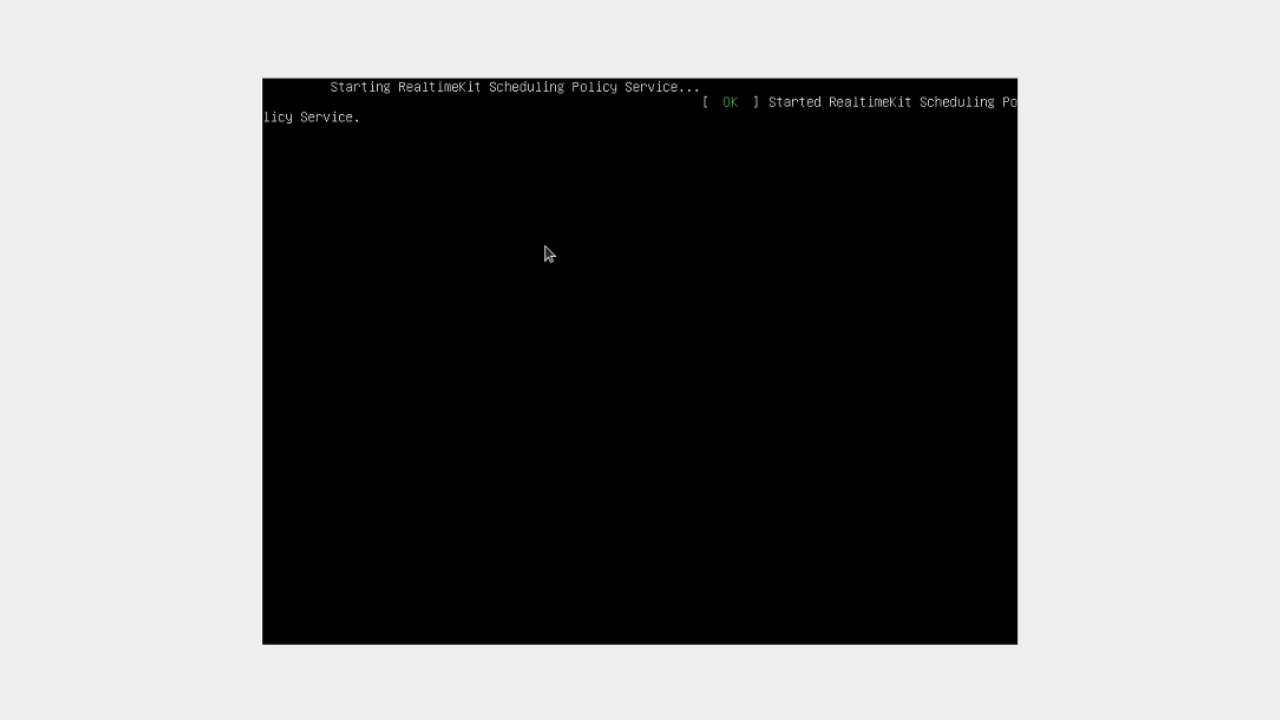 Starting RealtimeKit Scheduling Policy Service...
[  OK  ] Started RealtimeKit Scheduling Po
licy Service.